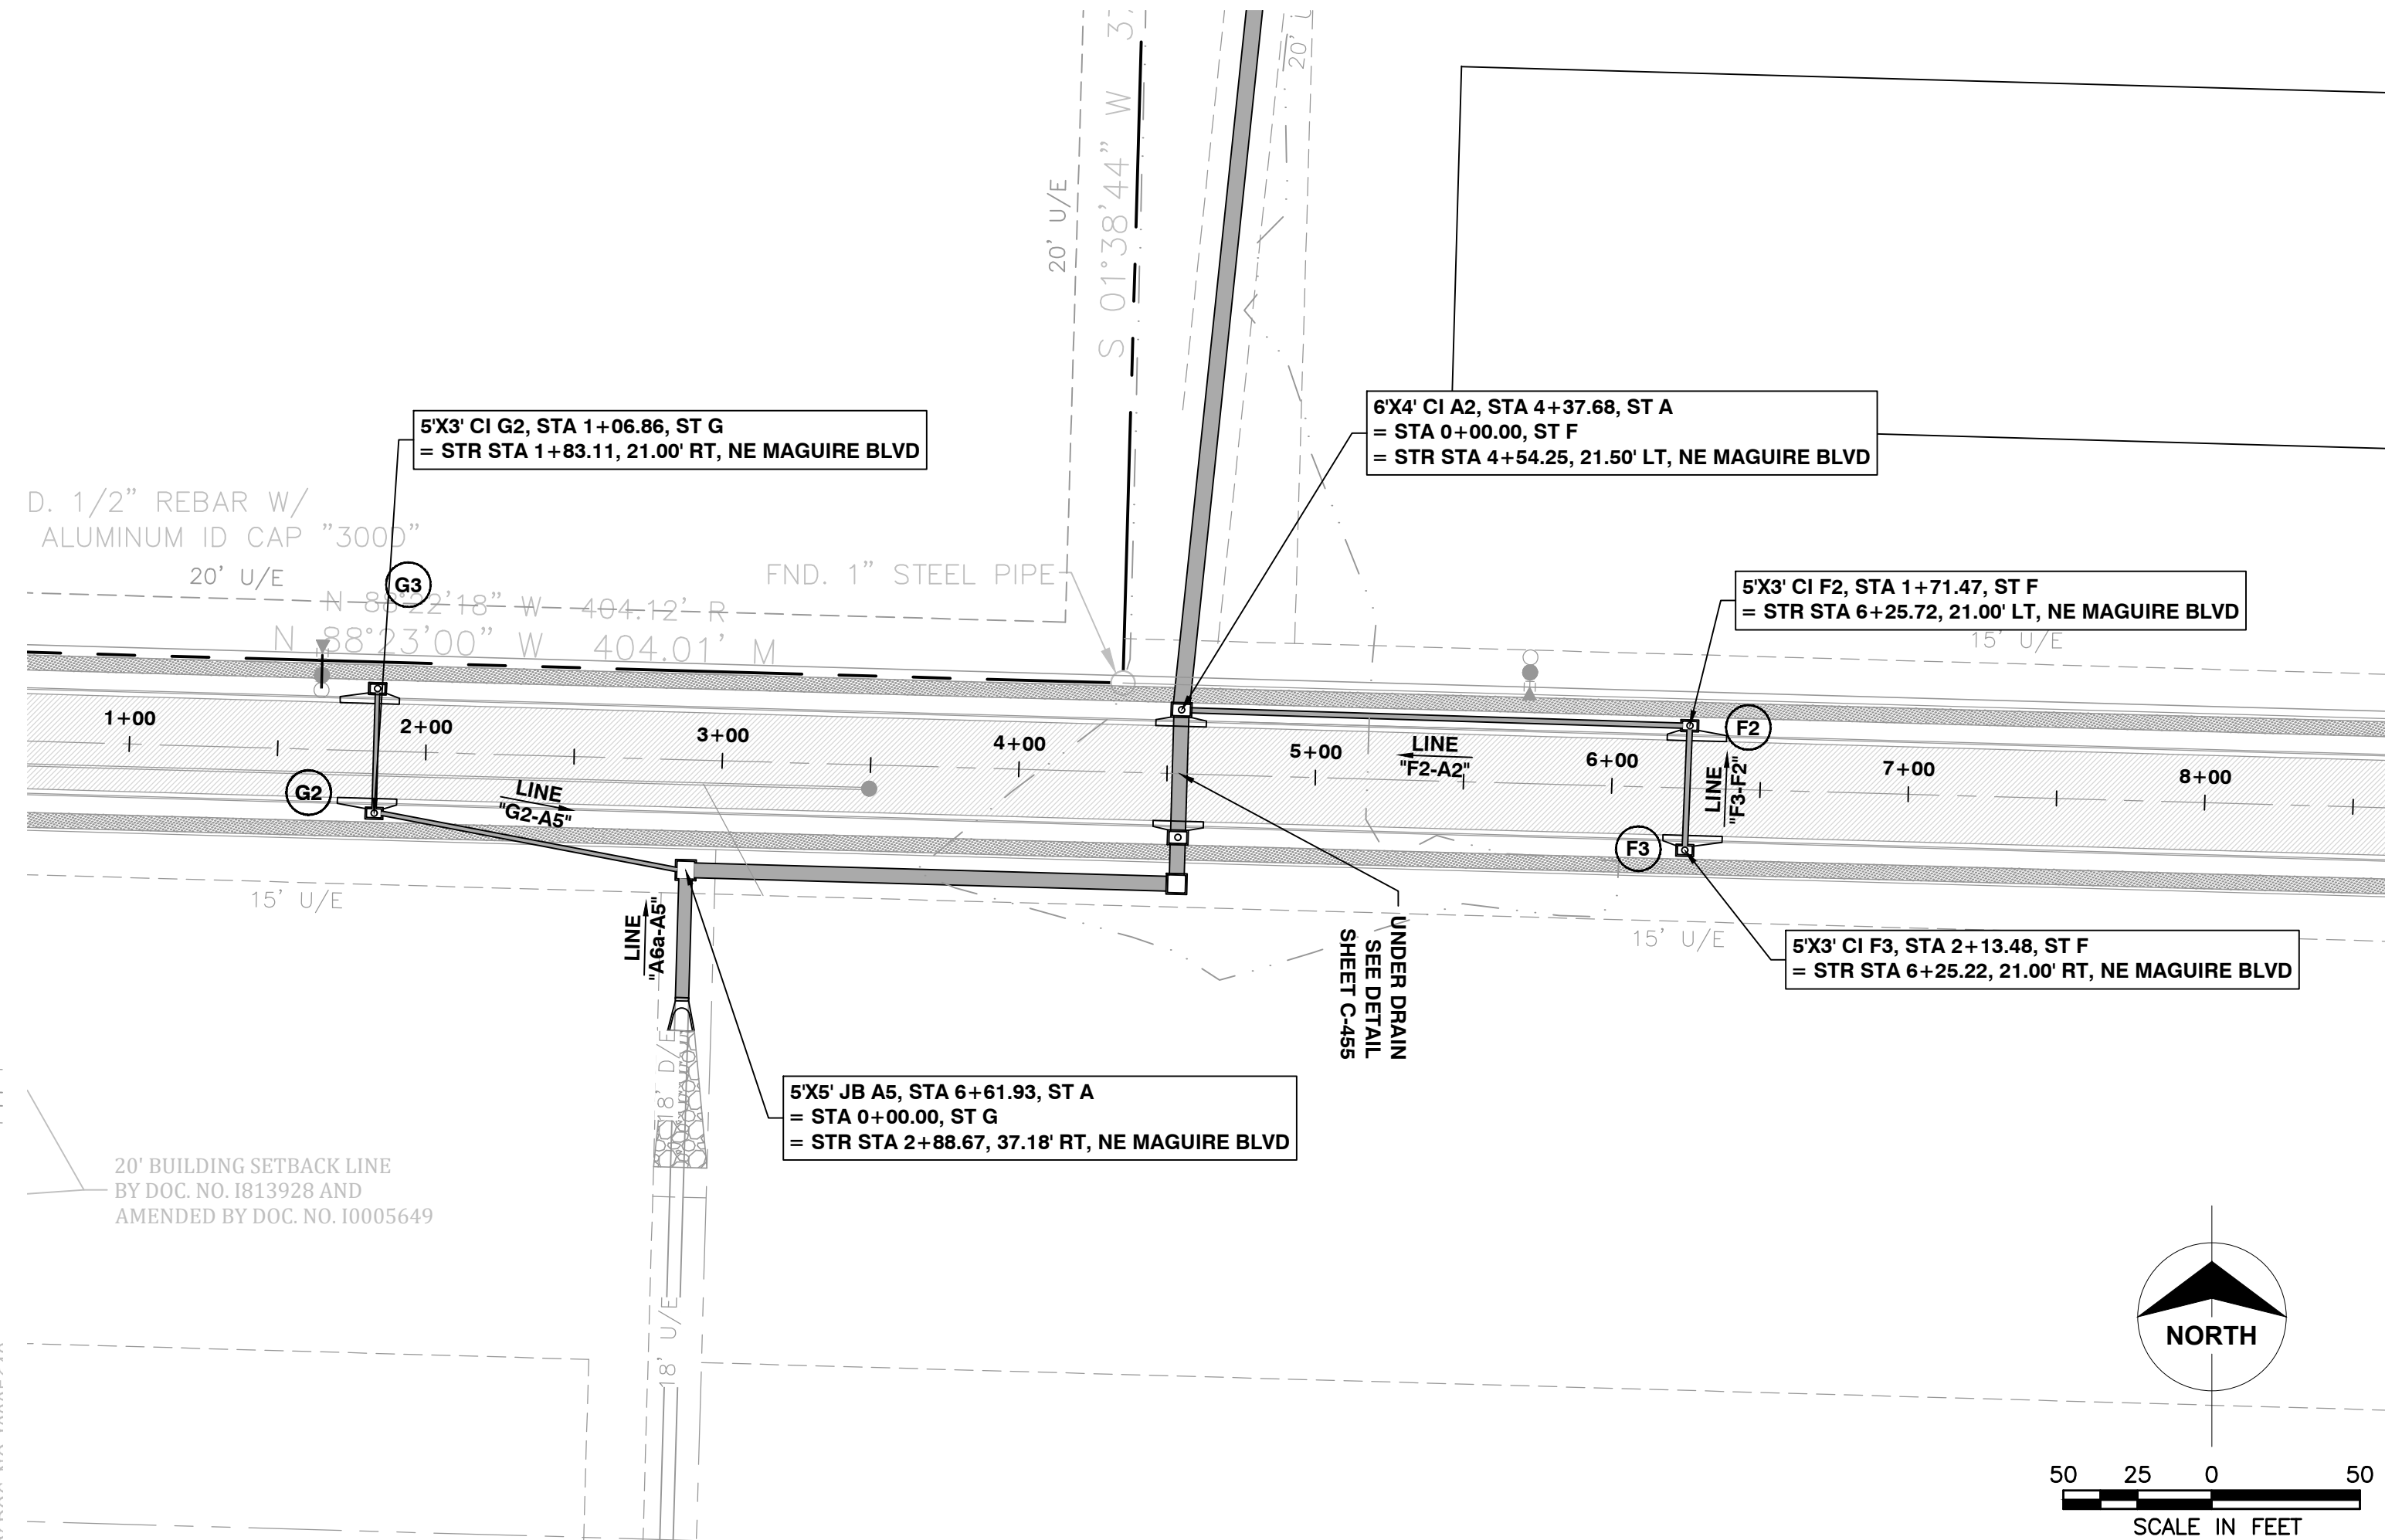 S 01°38'44" W
20' U/E
5'X3' CI G2, STA 1+06.86, ST G
= STR STA 1+83.11, 21.00' RT, NE MAGUIRE BLVD
6'X4' CI A2, STA 4+37.68, ST A
= STA 0+00.00, ST F
= STR STA 4+54.25, 21.50' LT, NE MAGUIRE BLVD
D. 1/2" REBAR W/
ALUMINUM ID CAP "300D"
20' U/E
G3
N 88°22'18" W 404.12' R
N 88°23'00" W 404.01' M
FND. 1" STEEL PIPE
5'X3' CI F2, STA 1+71.47, ST F
= STR STA 6+25.72, 21.00' LT, NE MAGUIRE BLVD
15' U/E
1+00
2+00
3+00
4+00
5+00
6+00
7+00
8+00
F2
LINE
"F2-A2"
LINE
"F3-F2"
G2
LINE
"G2-A5"
F3
15' U/E
15' U/E
LINE
"A6a-A5"
UNDER DRAIN
SEE DETAIL
SHEET C-455
5'X3' CI F3, STA 2+13.48, ST F
= STR STA 6+25.22, 21.00' RT, NE MAGUIRE BLVD
18' D/E
5'X5' JB A5, STA 6+61.93, ST A
= STA 0+00.00, ST G
= STR STA 2+88.67, 37.18' RT, NE MAGUIRE BLVD
20' BUILDING SETBACK LINE
BY DOC. NO. I813928 AND
AMENDED BY DOC. NO. I0005649
18' U/E
NORTH
50 25 0 50
SCALE IN FEET